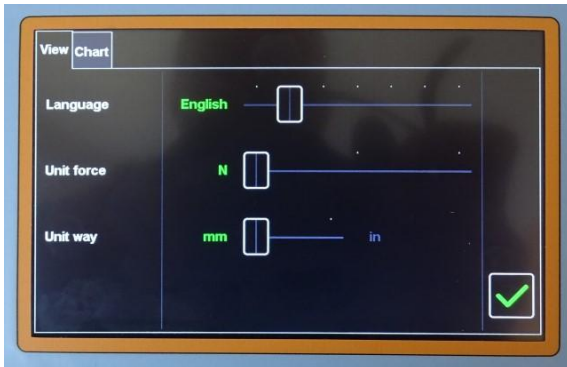 View Chart
Language English
Unit force N
Unit way mm in